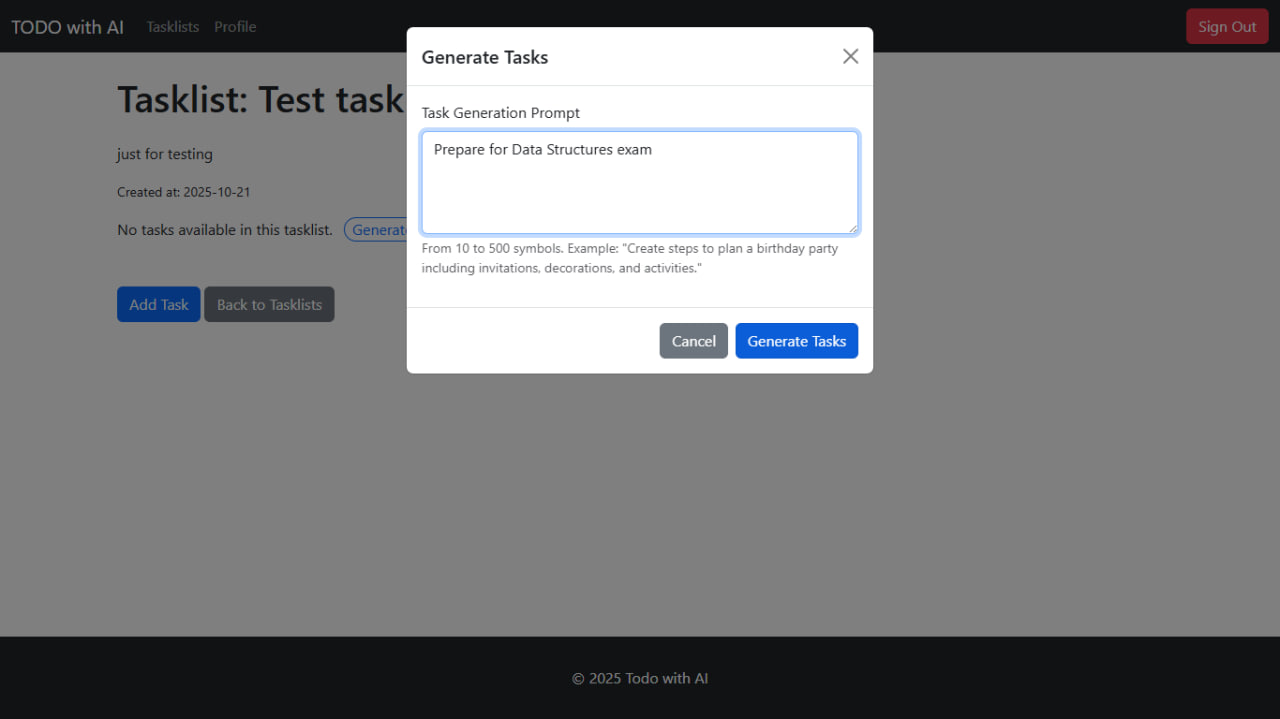 TODO with AI Tasklists Profile Sign Out
Generate Tasks
Tasklist: Test task
Task Generation Prompt
Prepare for Data Structures exam
just for testing
Created at: 2025-10-21
No tasks available in this tasklist. Generate
From 10 to 500 symbols. Example: "Create steps to plan a birthday party
including invitations, decorations, and activities."
Add Task Back to Tasklists
Cancel Generate Tasks
© 2025 Todo with AI